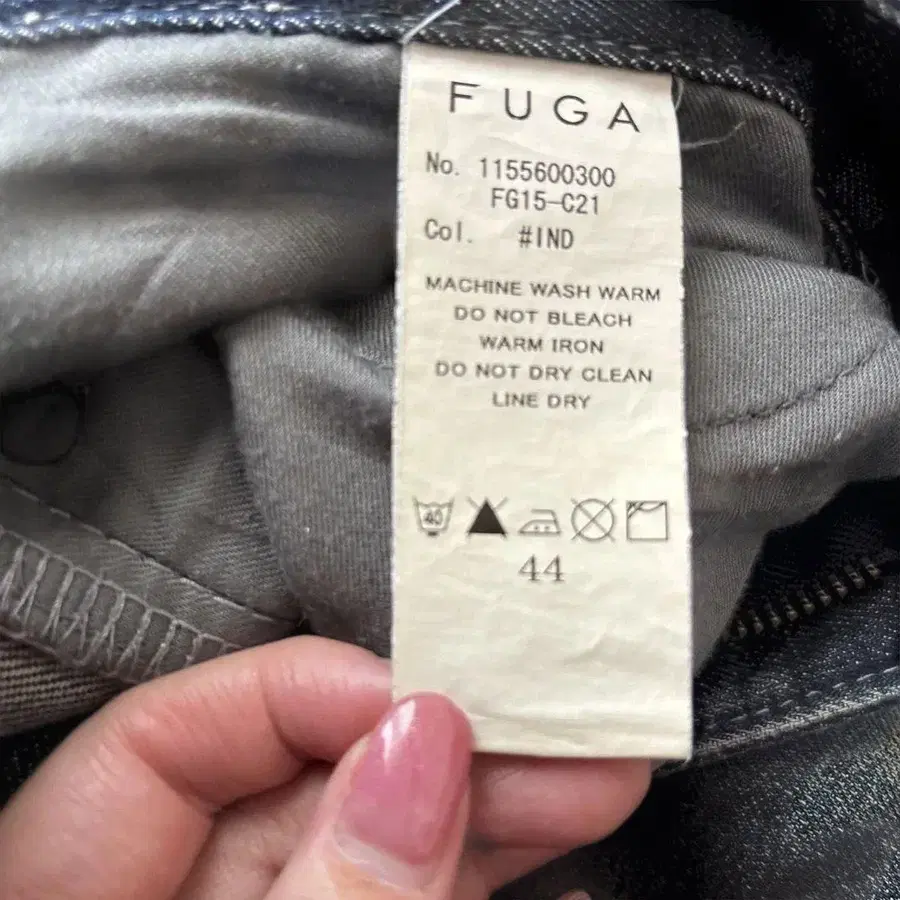 FUGA
No. 1155600300
FG15-C21
Col. #IND
MACHINE WASH WARM
DO NOT BLEACH
WARM IRON
DO NOT DRY CLEAN
LINE DRY
40
44